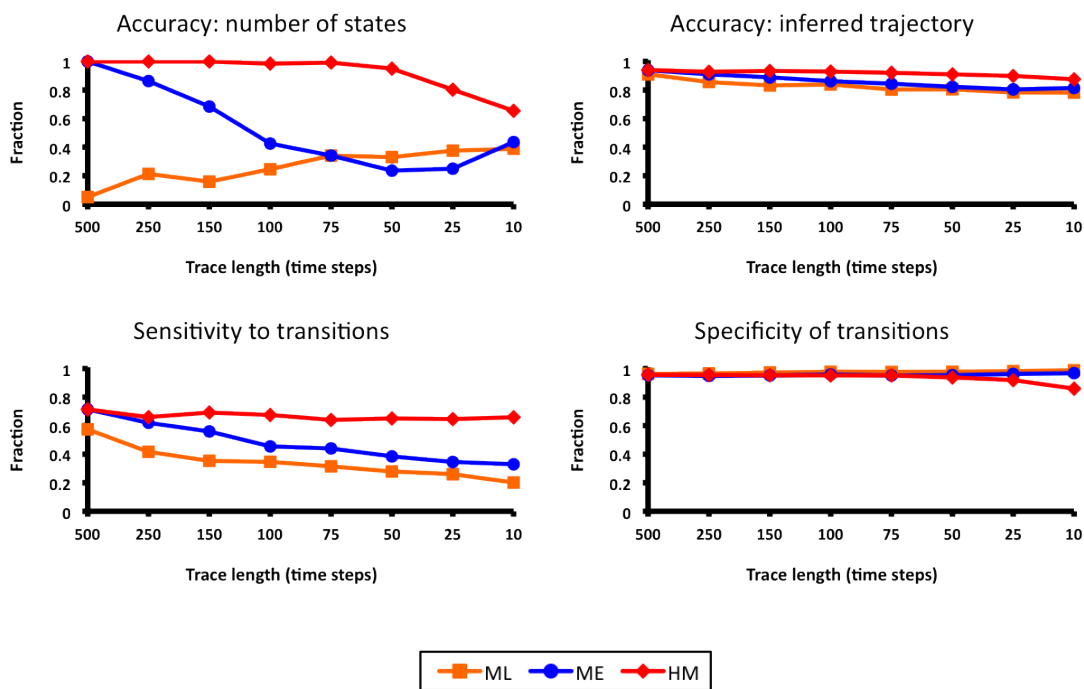 Accuracy: number of states
1
0.8
0.6
0.4
0.2
0
Fraction
500 250 150 100 75 50 25 10
Trace length (time steps)
Accuracy: inferred trajectory
1
0.8
0.6
0.4
0.2
0
Fraction
500 250 150 100 75 50 25 10
Trace length (time steps)
Sensitivity to transitions
1
0.8
0.6
0.4
0.2
0
Fraction
500 250 150 100 75 50 25 10
Trace length (time steps)
Specificity of transitions
1
0.8
0.6
0.4
0.2
0
Fraction
500 250 150 100 75 50 25 10
Trace length (time steps)
ML ME HM